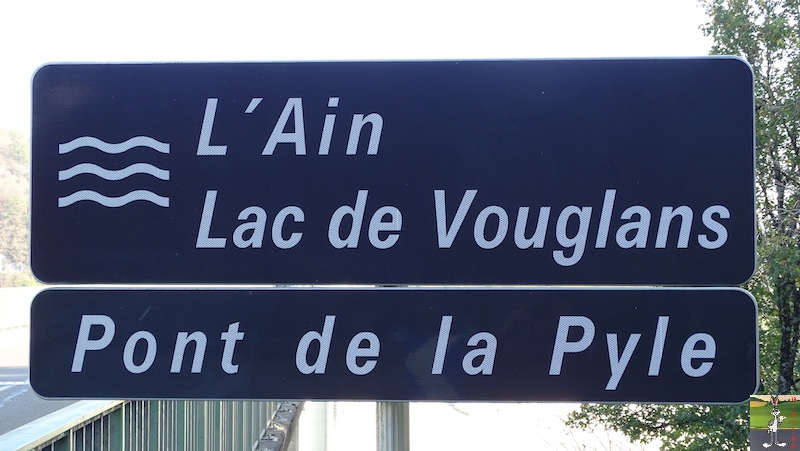 L'Ain
Lac de Vouglans
Pont de la Pyle